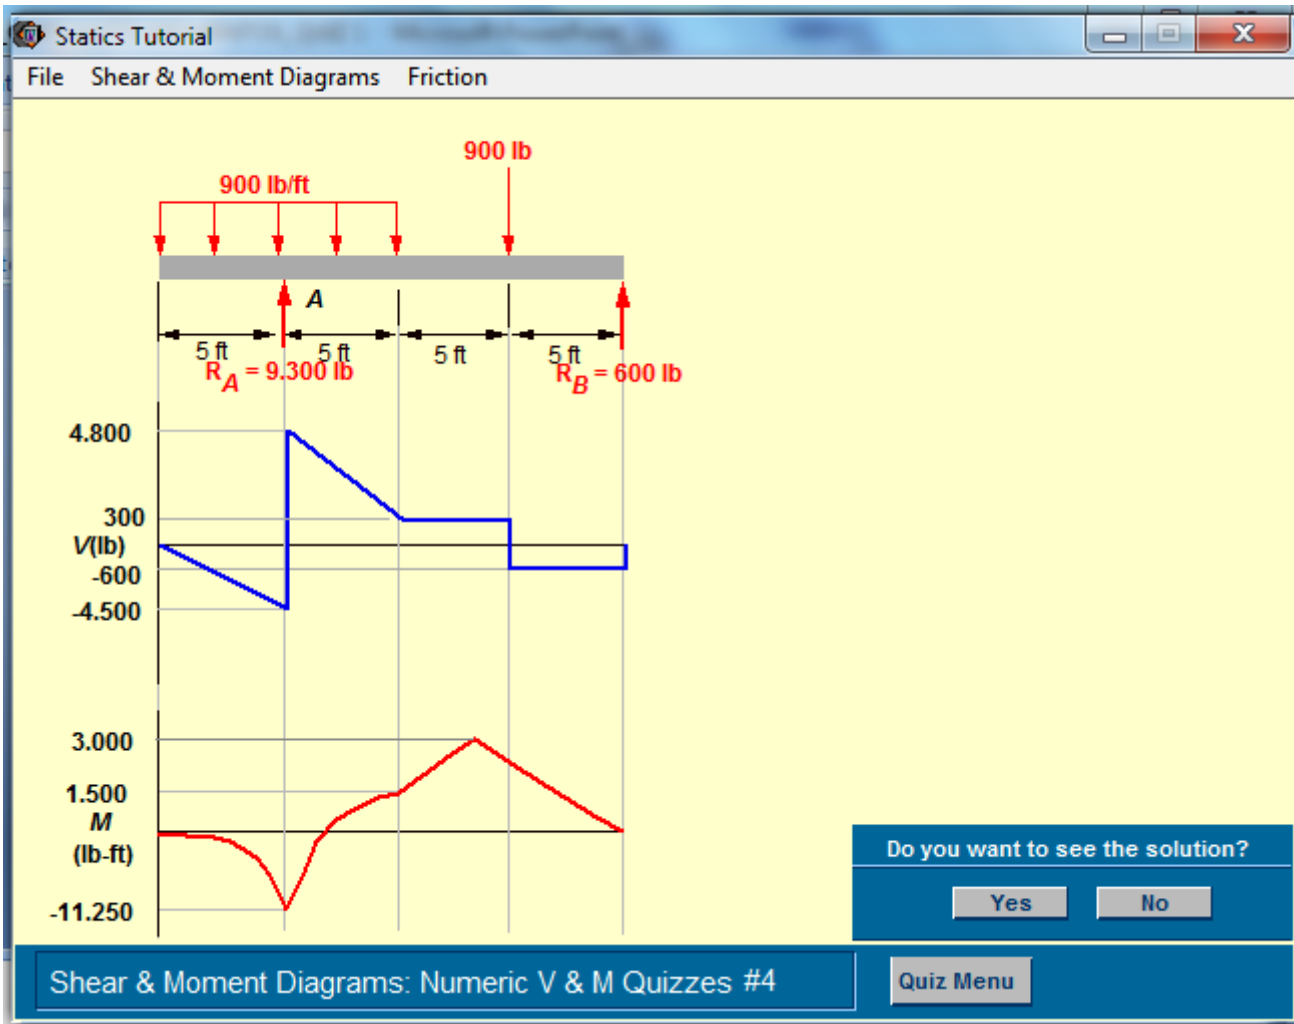 Statics Tutorial
File Shear & Moment Diagrams Friction
900 lb
900 lb/ft
A
5 ft 5 ft 5 ft 5 ft
RA = 9.300 lb RB = 600 lb
4.800
300
V(lb)
-600
-4.500
3.000
1.500
M
(lb-ft)
-11.250
Do you want to see the solution?
Yes No
Shear & Moment Diagrams: Numeric V & M Quizzes #4
Quiz Menu